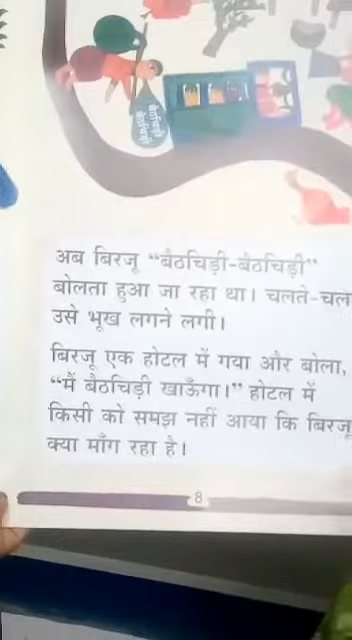 अब बिरजू “बैठचिड़ी-बैठचिड़ी”
बोलता हुआ जा रहा था। चलते-चल
उसे भूख लगने लगी।
बिरजू एक होटल में गया और बोला,
“मैं बैठचिड़ी खाऊँगा।” होटल में
किसी को समझ नहीं आया कि बिरजू
क्या माँग रहा है।
8